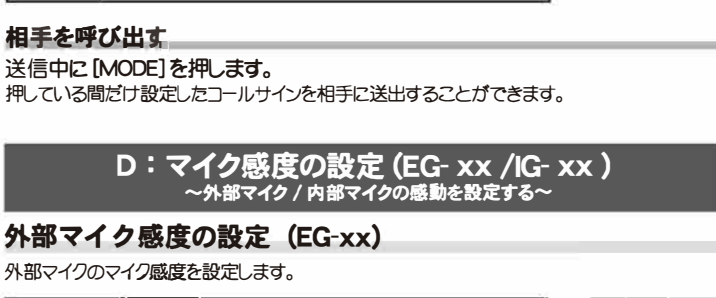 相手を呼び出す
送信中に [MODE] を押します。
押している間だけ設定したコールサインを相手に送出することができます。
D：マイク感度の設定 (EG- xx /IG- xx )
～外部マイク / 内部マイクの感動を設定する～
外部マイク感度の設定 (EG-xx)
外部マイクのマイク感度を設定します。